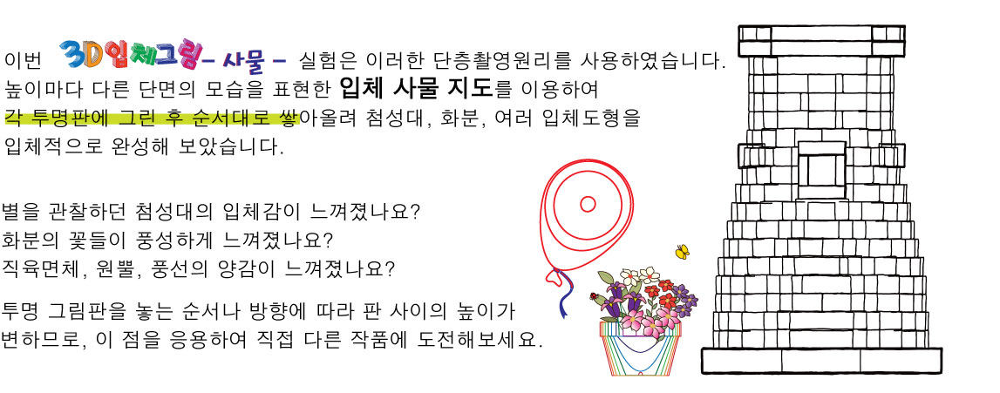 이번 3D입체그림- 사물 - 실험은 이러한 단층촬영원리를 사용하였습니다.
높이마다 다른 단면의 모습을 표현한 입체 사물 지도를 이용하여
각 투명판에 그린 후 순서대로 쌓아올려 첨성대, 화분, 여러 입체도형을
입체적으로 완성해 보았습니다.
별을 관찰하던 첨성대의 입체감이 느껴졌나요?
화분의 꽃들이 풍성하게 느껴졌나요?
직육면체, 원뿔, 풍선의 양감이 느껴졌나요?
투명 그림판을 놓는 순서나 방향에 따라 판 사이의 높이가
변하므로, 이 점을 응용하여 직접 다른 작품에 도전해보세요.